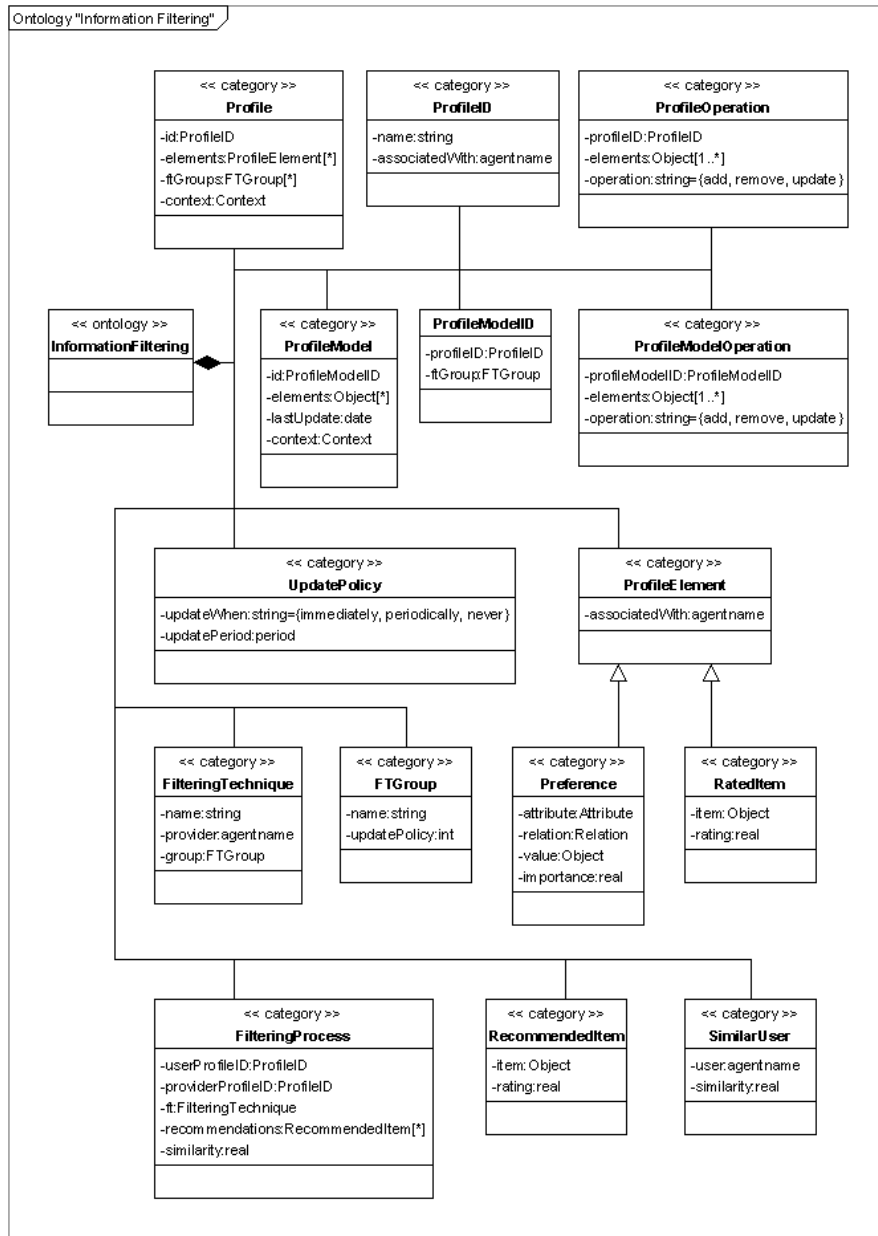 Ontology "Information Filtering"
<< category >>
Profile
-id:ProfileID
-elements:ProfileElement[*]
-ftGroups:FTGroup[*]
-context:Context
<< category >>
ProfileID
-name:string
-associatedWith:agentname
<< category >>
ProfileOperation
-profileID:ProfileID
-elements:Object[1..*]
-operation:string={add, remove, update}
<< ontology >>
InformationFiltering
<< category >>
ProfileModel
-id:ProfileModelID
-elements:Object[*]
-lastUpdate:date
-context:Context
ProfileModelID
-profileID:ProfileID
-ftGroup:FTGroup
<< category >>
ProfileModelOperation
-profileModelID:ProfileModelID
-elements:Object[1..*]
-operation:string={add, remove, update}
<< category >>
UpdatePolicy
-updateWhen:string={immediately, periodically, never}
-updatePeriod:period
<< category >>
ProfileElement
-associatedWith:agentname
<< category >>
FilteringTechnique
-name:string
-provider:agentname
-group:FTGroup
<< category >>
FTGroup
-name:string
-updatePolicy:int
<< category >>
Preference
-attribute:Attribute
-relation:Relation
-value:Object
-importance:real
<< category >>
RatedItem
-item:Object
-rating:real
<< category >>
FilteringProcess
-userProfileID:ProfileID
-providerProfileID:ProfileID
-ft:FilteringTechnique
-recommendations:RecommendedItem[*]
-similarity:real
<< category >>
RecommendedItem
-item:Object
-rating:real
<< category >>
SimilarUser
-user:agentname
-similarity:real